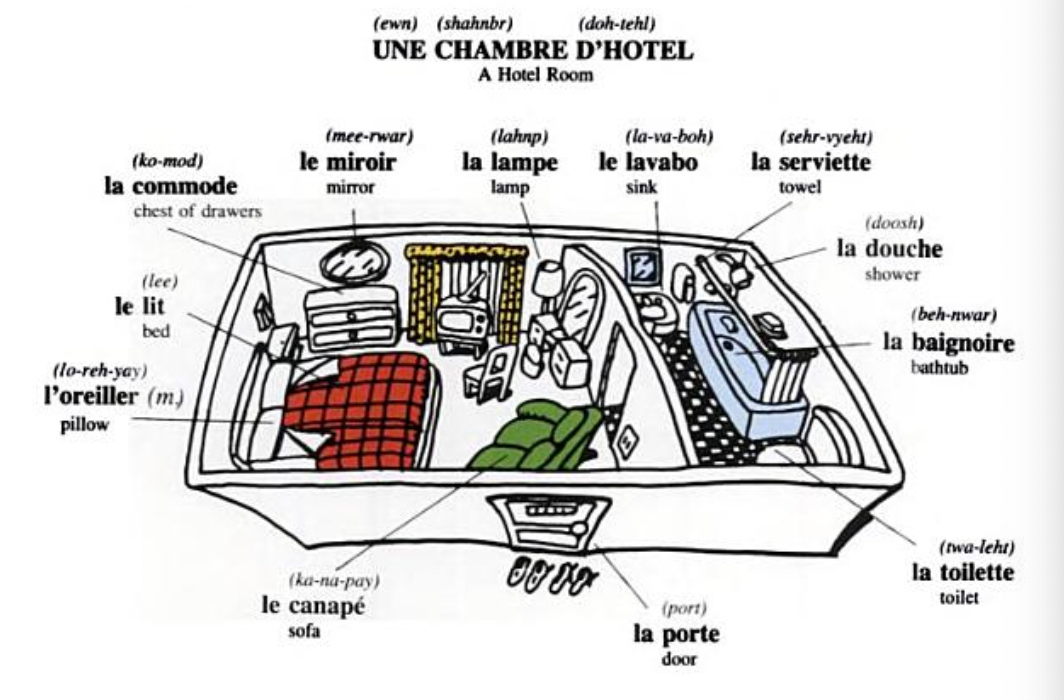 (ewn) (shahnbr) (doh-tehl)
UNE CHAMBRE D'HOTEL
A Hotel Room
(ko-mod)
la commode
chest of drawers
(mee-rwar)
le miroir
mirror
(lahnp)
la lampe
lamp
(la-va-boh)
le lavabo
sink
(sehr-vyeht)
la serviette
towel
(doosh)
la douche
shower
(lee)
le lit
bed
(beh-nwar)
la baignoire
bathtub
(lo-reh-yay)
l'oreiller (m.)
pillow
(twa-leht)
la toilette
toilet
(ka-na-pay)
le canapé
sofa
(port)
la porte
door